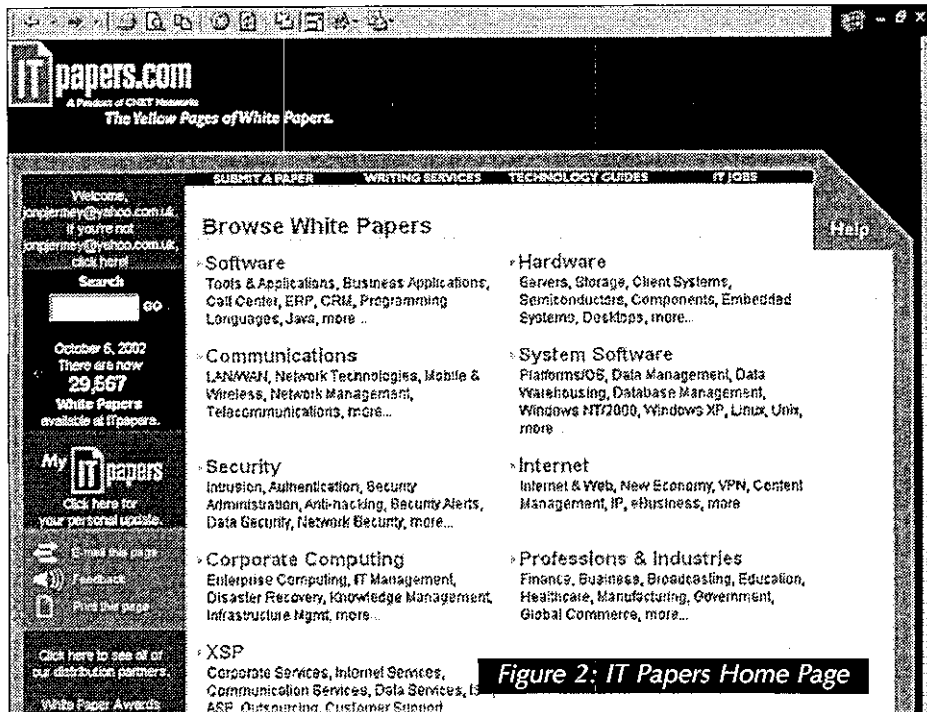 IT papers.com
A Product of CNET Networks
The Yellow Pages of White Papers.
SUBMIT A PAPER WRITING SERVICES TECHNOLOGY GUIDES IT JOBS
Help
Welcome,
jonpjermey@yahoo.com.uk,
If you're not
jonpjermey@yahoo.com.uk,
click here!
Search
GO
October 6, 2002
There are now
29,567
White Papers
available at ITpapers.
My IT papers
Click here for
your personal update.
E-mail this page
Feedback
Print this page
Click here to see all of
our distribution partners.
White Paper Awards
Browse White Papers
Software
Tools & Applications, Business Applications,
Call Center, ERP, CRM, Programming
Languages, Java, more...
Hardware
Servers, Storage, Client Systems,
Semiconductors, Components, Embedded
Systems, Desktops, more...
Communications
LAN/WAN, Network Technologies, Mobile &
Wireless, Network Management,
Telecommunications, more...
System Software
Platforms/OS, Data Management, Data
Warehousing, Database Management,
Windows NT/2000, Windows XP, Linux, Unix,
more...
Security
Intrusion, Authentication, Security
Administration, Anti-hacking, Security Alerts,
Data Security, Network Security, more...
Internet
Internet & Web, New Economy, VPN, Content
Management, IP, eBusiness, more
Corporate Computing
Enterprise Computing, IT Management,
Disaster Recovery, Knowledge Management,
Infrastructure Mgmt, more...
Professions & Industries
Finance, Business, Broadcasting, Education,
Healthcare, Manufacturing, Government,
Global Commerce, more...
XSP
Corporate Services, Internet Services,
Communication Services, Data Services,
ASP, Outsourcing, Customer Support
Figure 2: IT Papers Home Page